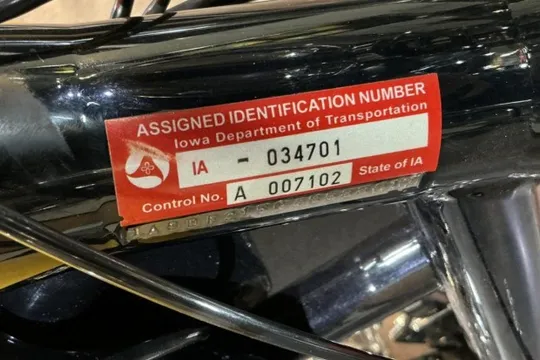 ASSIGNED IDENTIFICATION NUMBER
Iowa Department of Transportation
IA - 034701
Control No. A 007102 State of IA